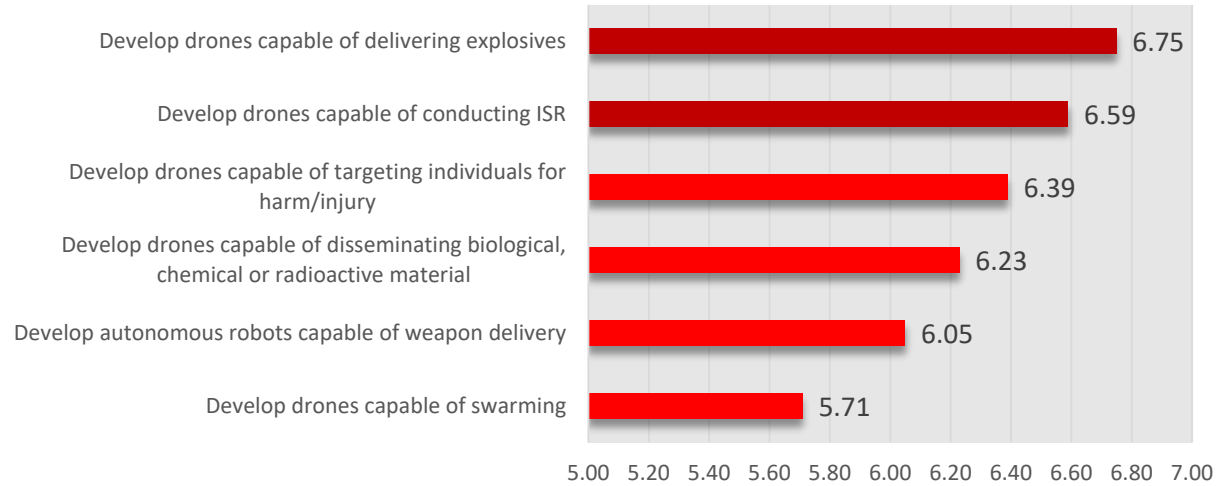 Develop drones capable of delivering explosives
6.75
Develop drones capable of conducting ISR
6.59
Develop drones capable of targeting individuals for
harm/injury
6.39
Develop drones capable of disseminating biological,
chemical or radioactive material
6.23
Develop autonomous robots capable of weapon delivery
6.05
Develop drones capable of swarming
5.71
5.00 5.20 5.40 5.60 5.80 6.00 6.20 6.40 6.60 6.80 7.00